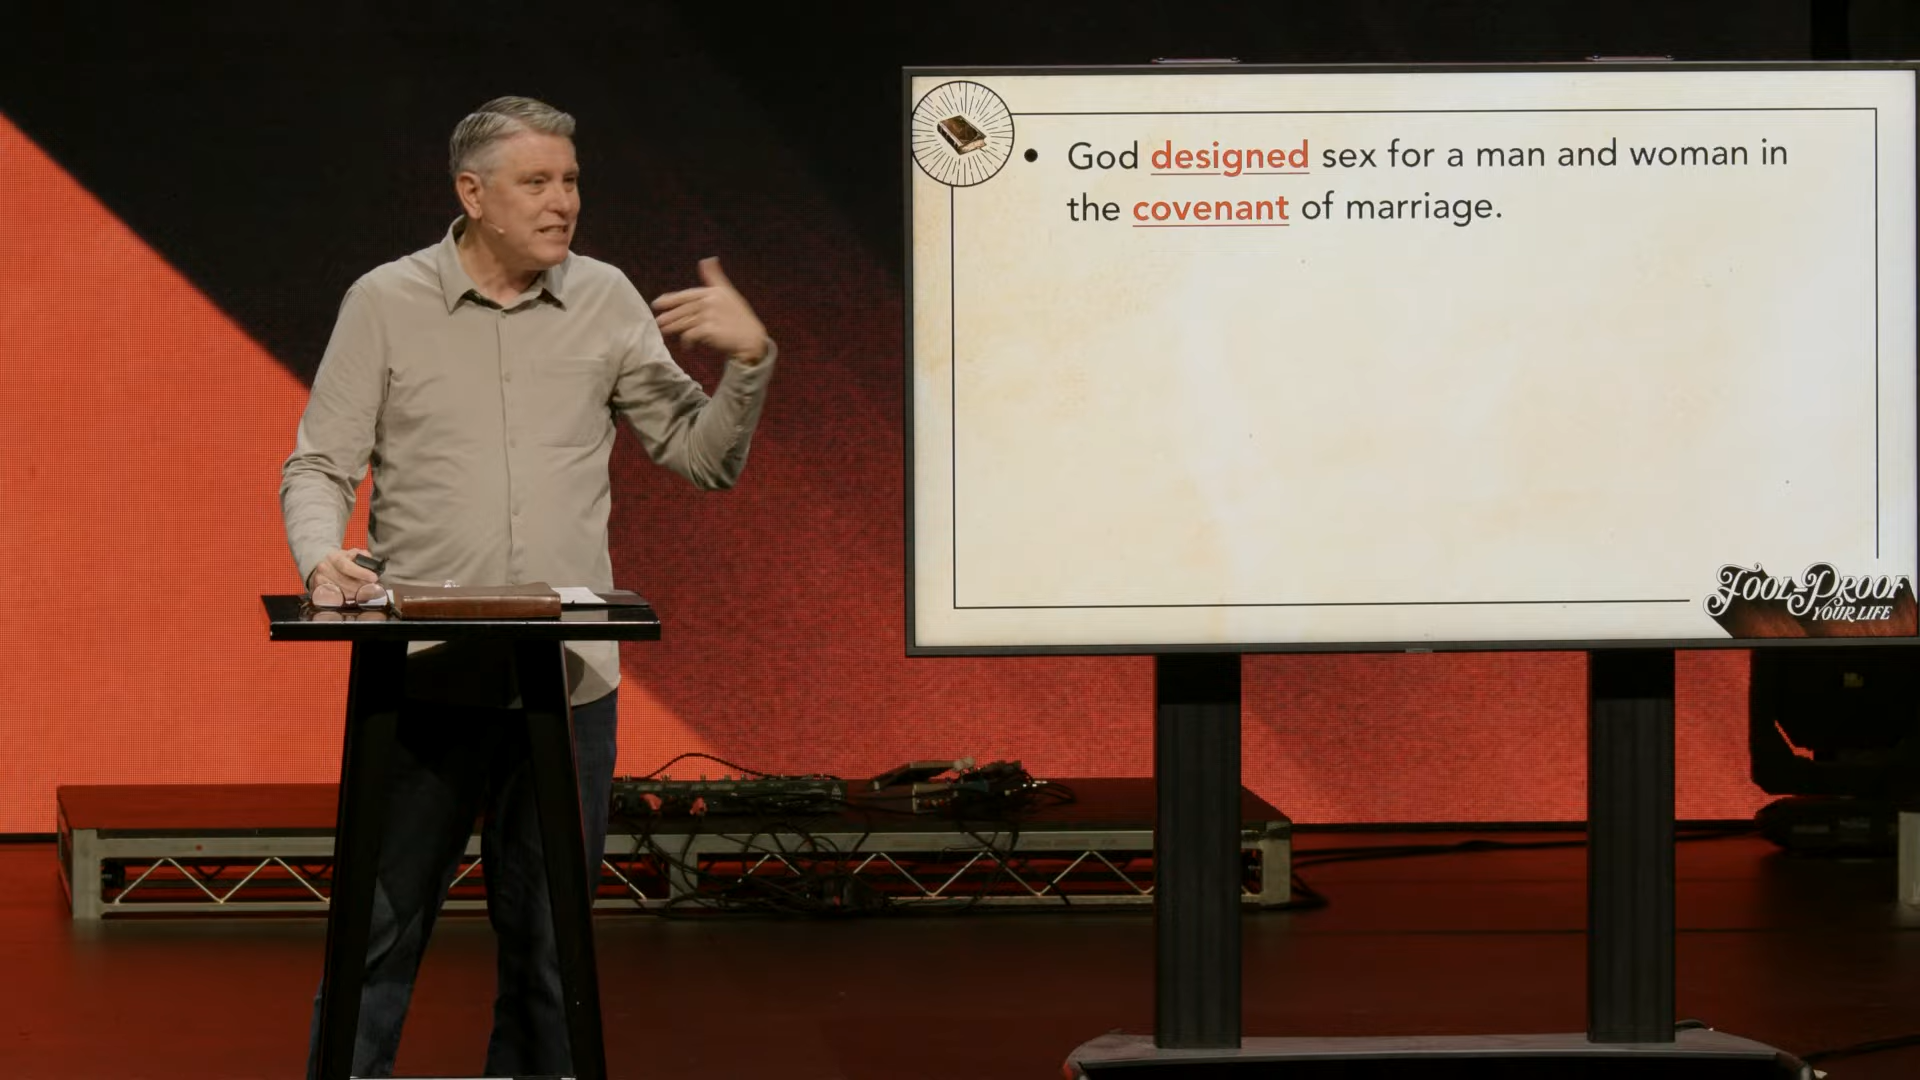 God designed sex for a man and woman in
the covenant of marriage.
FOOL-PROOF
YOUR LIFE